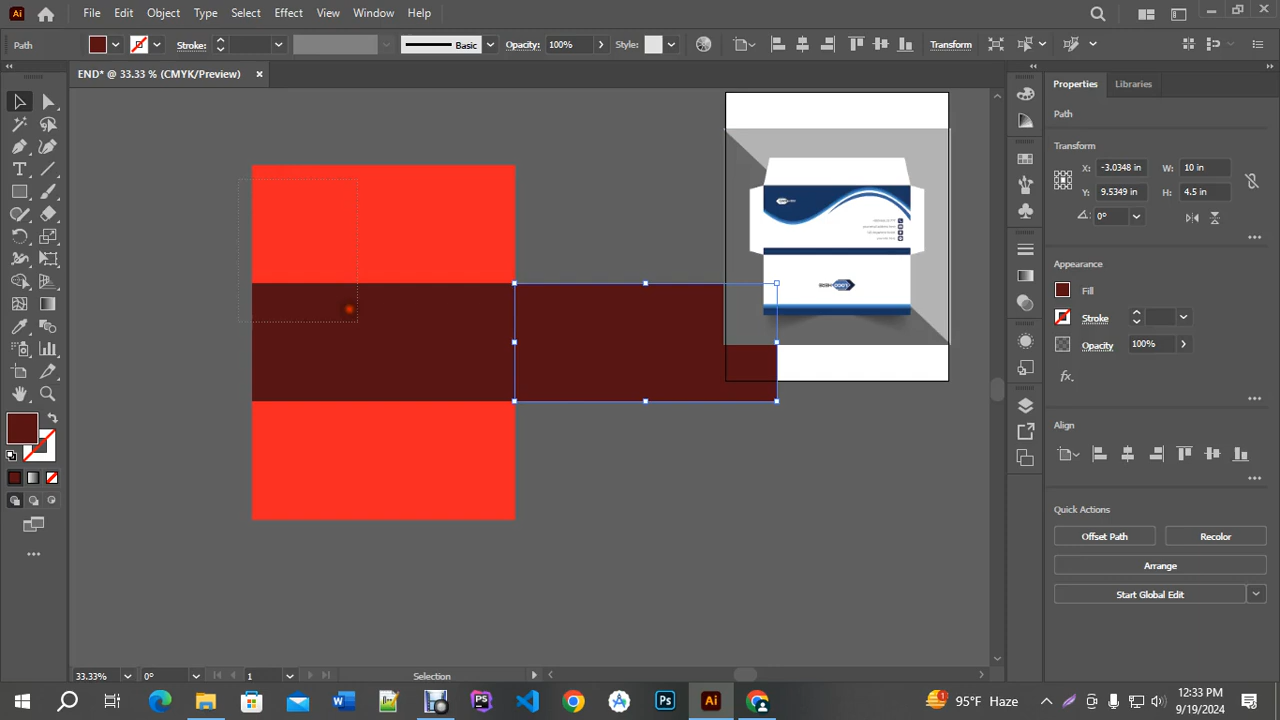 Ai File Edit Object Type Select Effect View Window Help
Path Stroke: Basic Opacity: 100% Style: Transform
END* @ 33.33 % (CMYK/Preview)
Properties Libraries
Path
Transform
X: -3.0348 in W: 10 in
Y: 9.5349 in H: 4.5 in
0°
Appearance
Fill
Stroke
Opacity 100%
fx.
Align
Quick Actions
Offset Path Recolor
Arrange
Start Global Edit
33.33% 0° 1 Selection
Ps Ai 1 95°F Haze 12:33 PM
9/19/2024